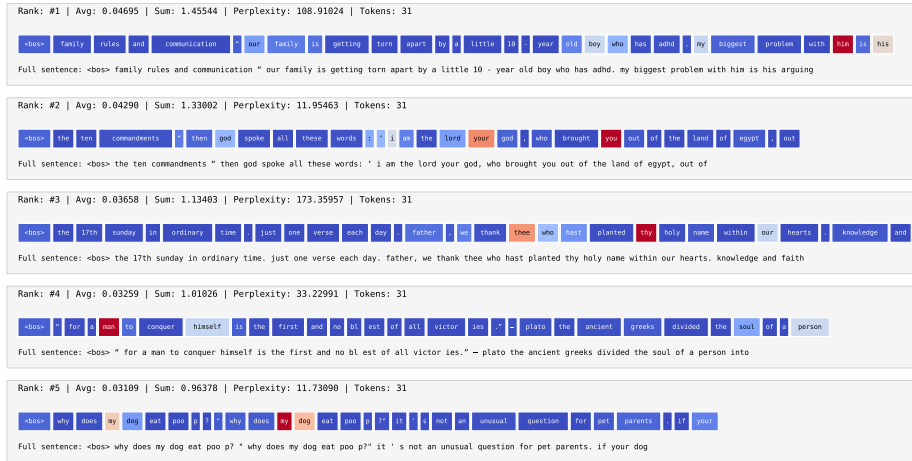 Rank: #1 | Avg: 0.04695 | Sum: 1.45544 | Perplexity: 108.91024 | Tokens: 31
<bos> family rules and communication “ our family is getting torn apart by a little 10 - year old boy who has adhd . my biggest problem with him is his
Full sentence: <bos> family rules and communication “ our family is getting torn apart by a little 10 - year old boy who has adhd. my biggest problem with him is his arguing
Rank: #2 | Avg: 0.04290 | Sum: 1.33002 | Perplexity: 11.95463 | Tokens: 31
<bos> the ten commandments “ then god spoke all these words : ‘ i am the lord your god , who brought you out of the land of egypt , out
Full sentence: <bos> the ten commandments “ then god spoke all these words: ‘ i am the lord your god, who brought you out of the land of egypt, out of
Rank: #3 | Avg: 0.03658 | Sum: 1.13403 | Perplexity: 173.35957 | Tokens: 31
<bos> the 17th sunday in ordinary time . just one verse each day . father , we thank thee who hast planted thy holy name within our hearts . knowledge and
Full sentence: <bos> the 17th sunday in ordinary time. just one verse each day. father, we thank thee who hast planted thy holy name within our hearts. knowledge and faith
Rank: #4 | Avg: 0.03259 | Sum: 1.01026 | Perplexity: 33.22991 | Tokens: 31
<bos> “ for a man to conquer himself is the first and no bl est of all victor ies .” — plato the ancient greeks divided the soul of a person
Full sentence: <bos> “ for a man to conquer himself is the first and no bl est of all victor ies.” — plato the ancient greeks divided the soul of a person into
Rank: #5 | Avg: 0.03109 | Sum: 0.96378 | Perplexity: 11.73090 | Tokens: 31
<bos> why does my dog eat poo p ? " why does my dog eat poo p ?" it ' s not an unusual question for pet parents . if your
Full sentence: <bos> why does my dog eat poo p? " why does my dog eat poo p?" it ' s not an unusual question for pet parents. if your dog